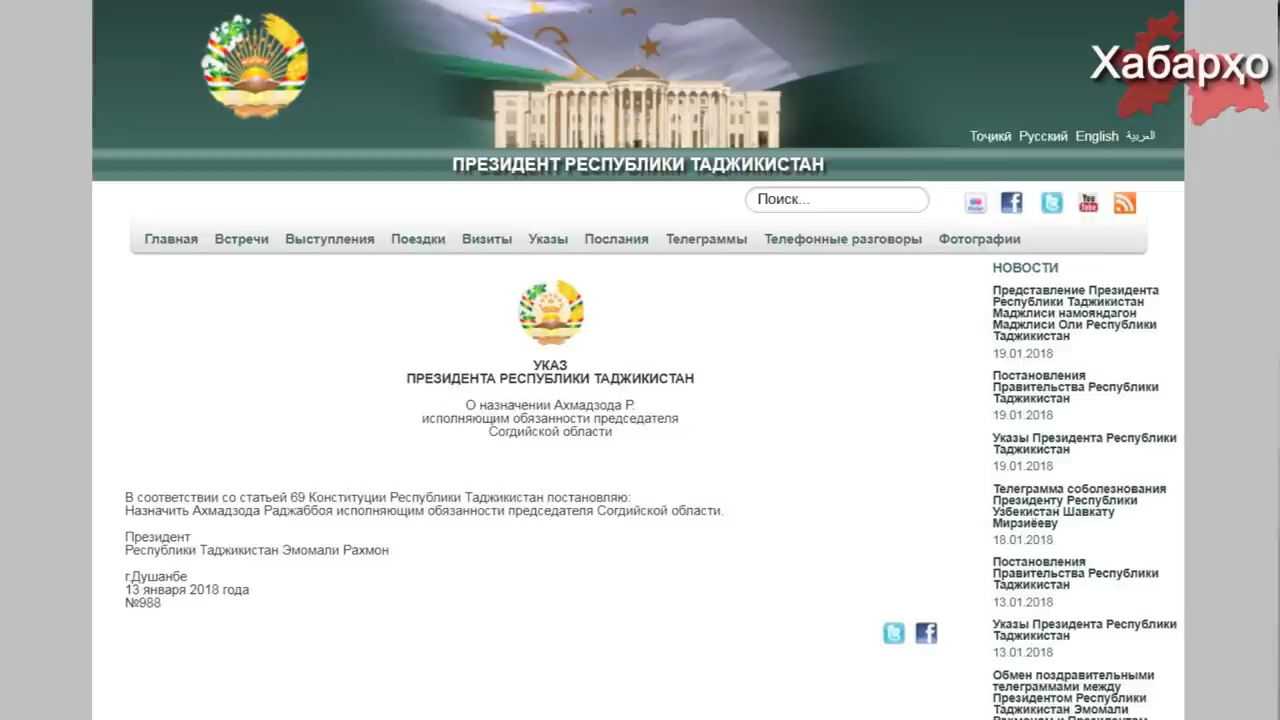 Хабарҳо
Тоҷикӣ Русский English العربية
ПРЕЗИДЕНТ РЕСПУБЛИКИ ТАДЖИКИСТАН
Поиск...
You
Tube
Главная Встречи Выступления Поездки Визиты Указы Послания Телеграммы Телефонные разговоры Фотографии
УКАЗ
ПРЕЗИДЕНТА РЕСПУБЛИКИ ТАДЖИКИСТАН
О назначении Ахмадзода Р.
исполняющим обязанности председателя
Согдийской области
В соответствии со статьей 69 Конституции Республики Таджикистан постановляю:
Назначить Ахмадзода Раджаббоя исполняющим обязанности председателя Согдийской области.
Президент
Республики Таджикистан Эмомали Рахмон
г.Душанбе
13 января 2018 года
№988
НОВОСТИ
Представление Президента
Республики Таджикистан
Маджлиси намояндагон
Маджлиси Оли Республики
Таджикистан
19.01.2018
Постановления
Правительства Республики
Таджикистан
19.01.2018
Указы Президента Республики
Таджикистан
19.01.2018
Телеграмма соболезнования
Президенту Республики
Узбекистан Шавкату
Мирзиёеву
18.01.2018
Постановления
Правительства Республики
Таджикистан
13.01.2018
Указы Президента Республики
Таджикистан
13.01.2018
Обмен поздравительными
телеграммами между
Президентом Республики
Таджикистан Эмомали
Рахмоном и Президентом